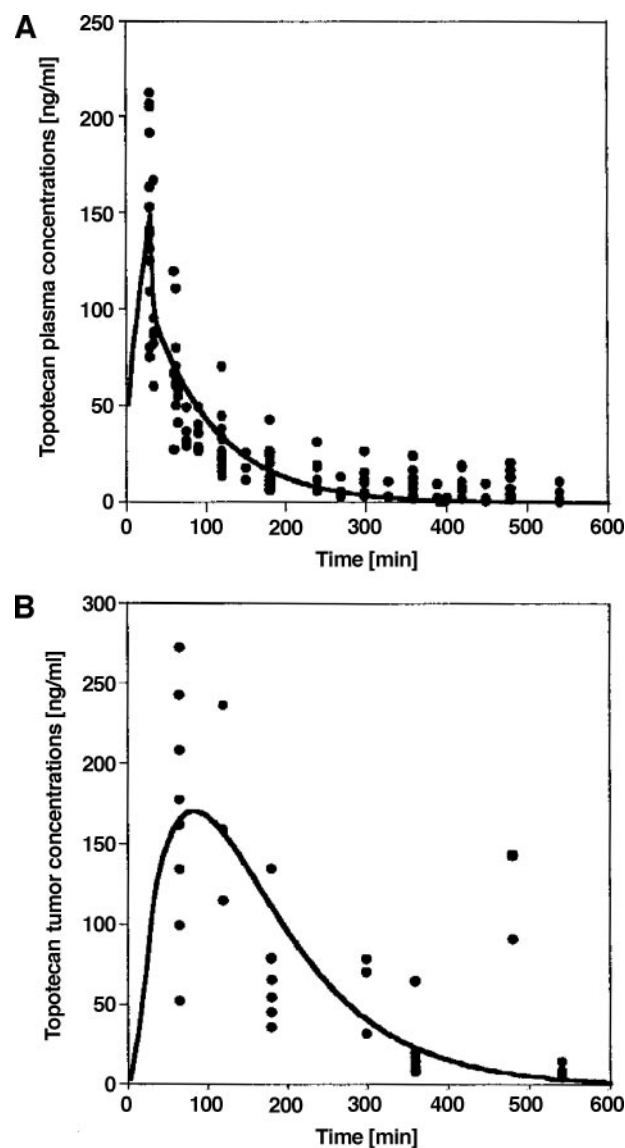 A
Topotecan plasma concentrations [ng/ml]
250
200
150
100
50
0
0 100 200 300 400 500 600
Time [min]
B
Topotecan tumor concentrations [ng/ml]
300
250
200
150
100
50
0
0 100 200 300 400 500 600
Time [min]